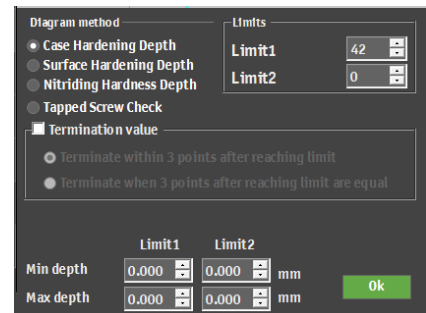 Diagram method
Limits
Case Hardening Depth
Surface Hardening Depth
Nitriding Hardness Depth
Tapped Screw Check
Limit1 42
Limit2 0
Termination value
Terminate within 3 points after reaching limit
Terminate when 3 points after reaching limit are equal
Limit1 Limit2
Min depth 0.000 0.000 mm
Max depth 0.000 0.000 mm
Ok